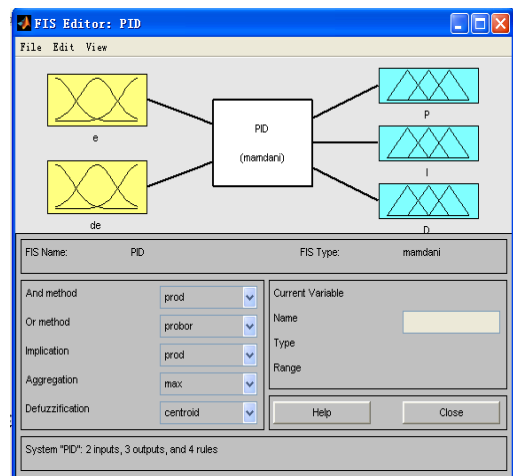 FIS Editor: PID
File Edit View
e
de
PID
(mamdani)
P
I
D
FIS Name: PID FIS Type: mamdani
And method prod
Or method probor
Implication prod
Aggregation max
Defuzzification centroid
Current Variable
Name
Type
Range
Help Close
System "PID": 2 inputs, 3 outputs, and 4 rules